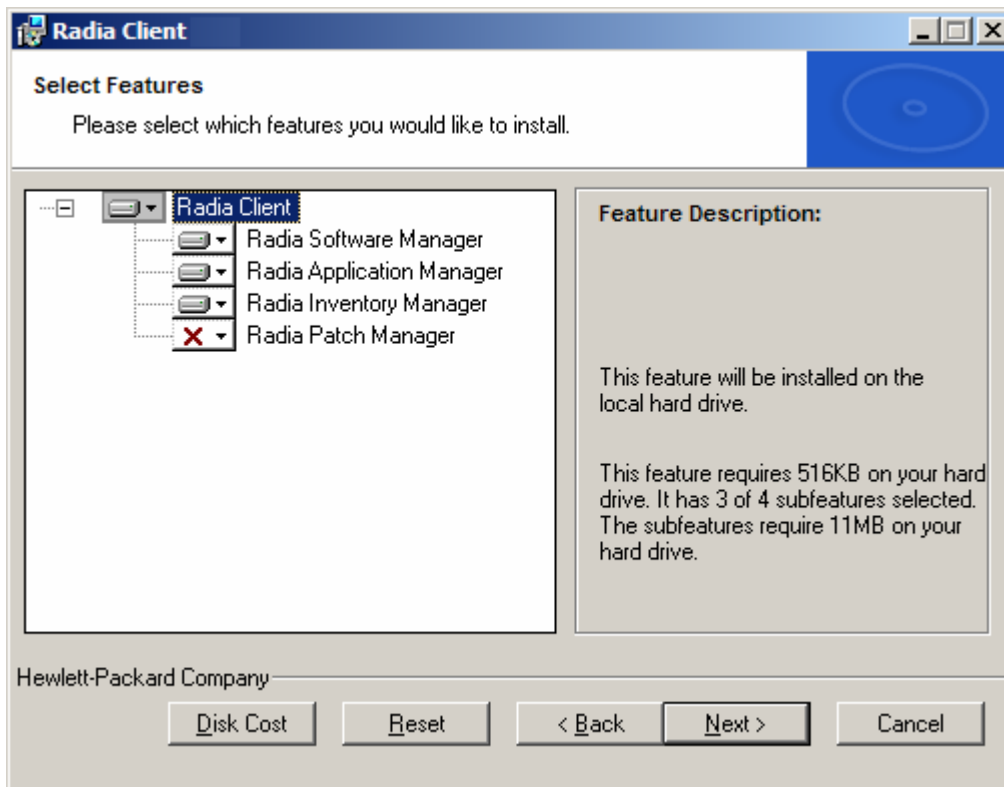 Radia Client
Select Features
Please select which features you would like to install.
Radia Client
Radia Software Manager
Radia Application Manager
Radia Inventory Manager
Radia Patch Manager
Feature Description:
This feature will be installed on the
local hard drive.
This feature requires 516KB on your hard
drive. It has 3 of 4 subfeatures selected.
The subfeatures require 11MB on your
hard drive.
Hewlett-Packard Company
Disk Cost
Reset
< Back
Next >
Cancel